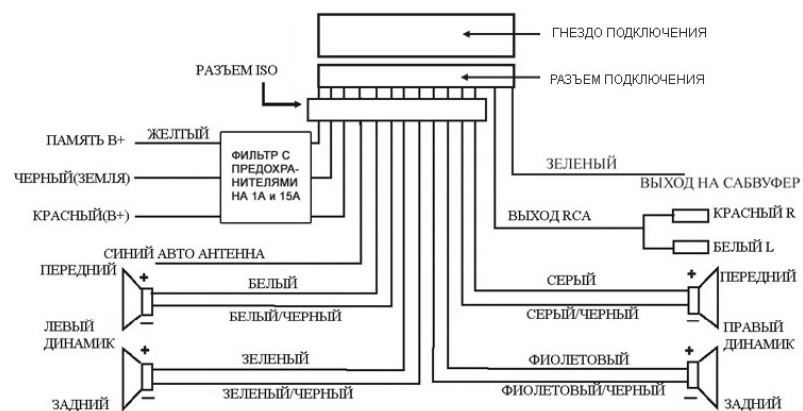 ГНЕЗДО ПОДКЛЮЧЕНИЯ
РАЗЪЕМ ISO
РАЗЪЕМ ПОДКЛЮЧЕНИЯ
ПАМЯТЬ В+
ЖЕЛТЫЙ
ФИЛЬТР С
ПРЕДОХРА-
НИТЕЛЯМИ
НА 1А и 15А
ЧЕРНЫЙ(ЗЕМЛЯ)
КРАСНЫЙ(В+)
ЗЕЛЕНЫЙ
ВЫХОД НА САБВУФЕР
ВЫХОД RCA
КРАСНЫЙ R
БЕЛЫЙ L
СИНИЙ АВТО АНТЕННА
ПЕРЕДНИЙ
+
БЕЛЫЙ
СЕРЫЙ
+
ПЕРЕДНИЙ
–
БЕЛЫЙ/ЧЕРНЫЙ
СЕРЫЙ/ЧЕРНЫЙ
–
ЛЕВЫЙ
ДИНАМИК
ПРАВЫЙ
ДИНАМИК
+
ЗЕЛЕНЫЙ
ФИОЛЕТОВЫЙ
+
–
ЗЕЛЕНЫЙ/ЧЕРНЫЙ
ФИОЛЕТОВЫЙ/ЧЕРНЫЙ
–
ЗАДНИЙ
ЗАДНИЙ